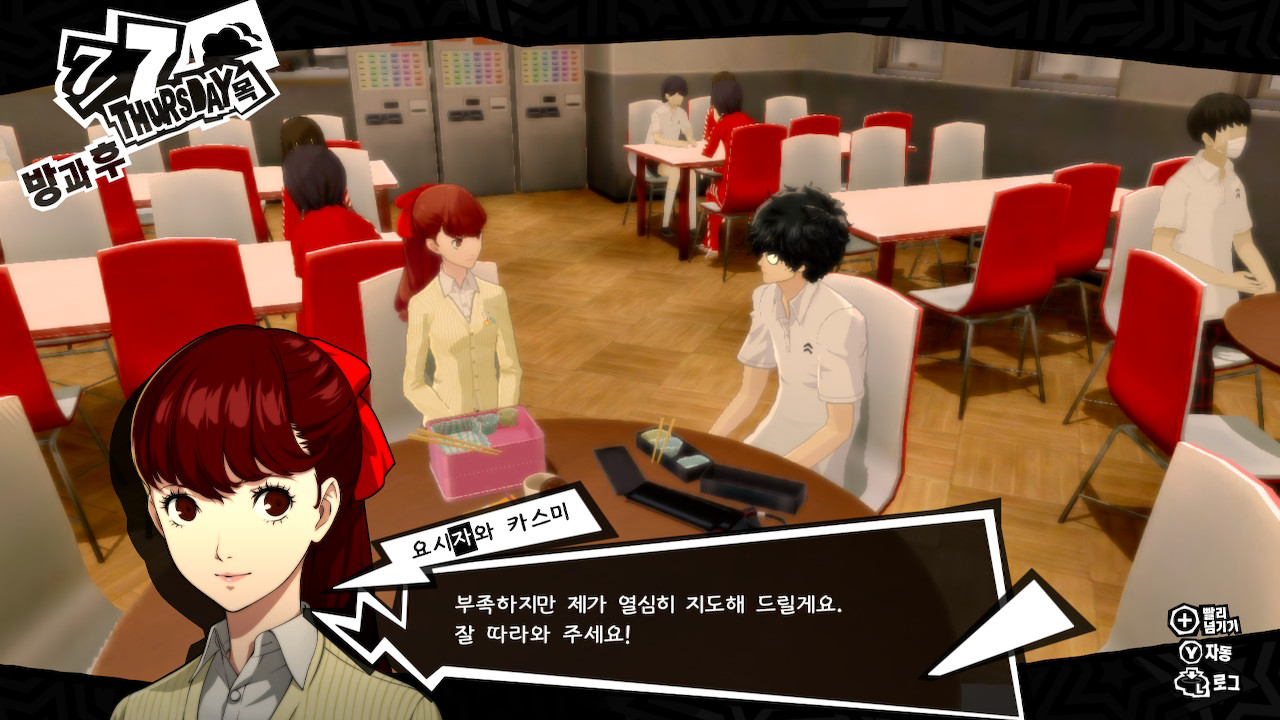 7/7
THURSDAY 목
방과 후
요시자와 카스미
부족하지만 제가 열심히 지도해 드릴게요.
잘 따라와 주세요!
빨리
넘기기
Y 자동
L 로그